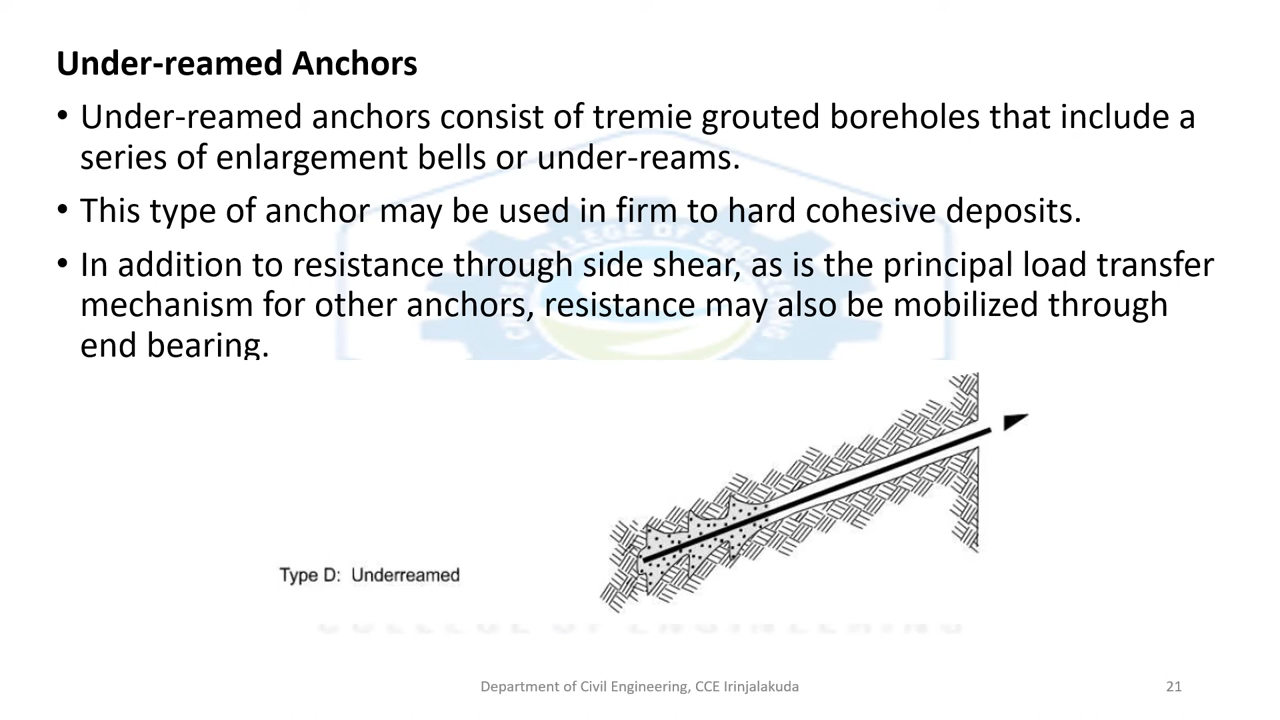 Under-reamed Anchors
• Under-reamed anchors consist of tremie grouted boreholes that include a
series of enlargement bells or under-reams.
• This type of anchor may be used in firm to hard cohesive deposits.
• In addition to resistance through side shear, as is the principal load transfer
mechanism for other anchors, resistance may also be mobilized through
end bearing.
Type D: Underreamed
COLLEGE OF ENGINEERING
Department of Civil Engineering, CCE Irinjalakuda
21